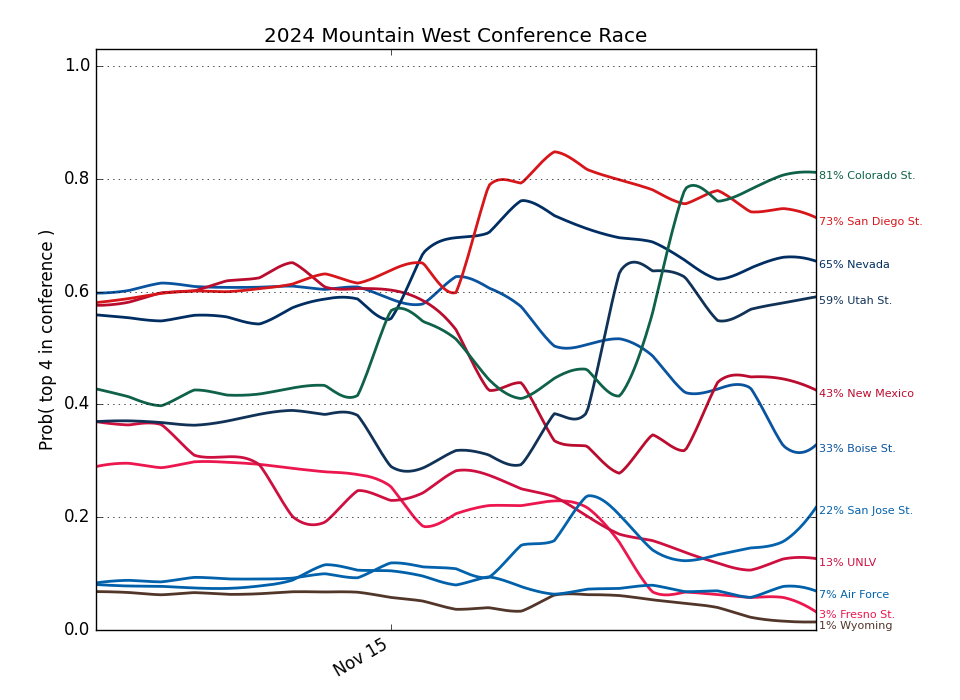 2024 Mountain West Conference Race
Prob( top 4 in conference )
1.0
0.8
0.6
0.4
0.2
0.0
Nov 15
81% Colorado St.
73% San Diego St.
65% Nevada
59% Utah St.
43% New Mexico
33% Boise St.
22% San Jose St.
13% UNLV
7% Air Force
3% Fresno St.
1% Wyoming